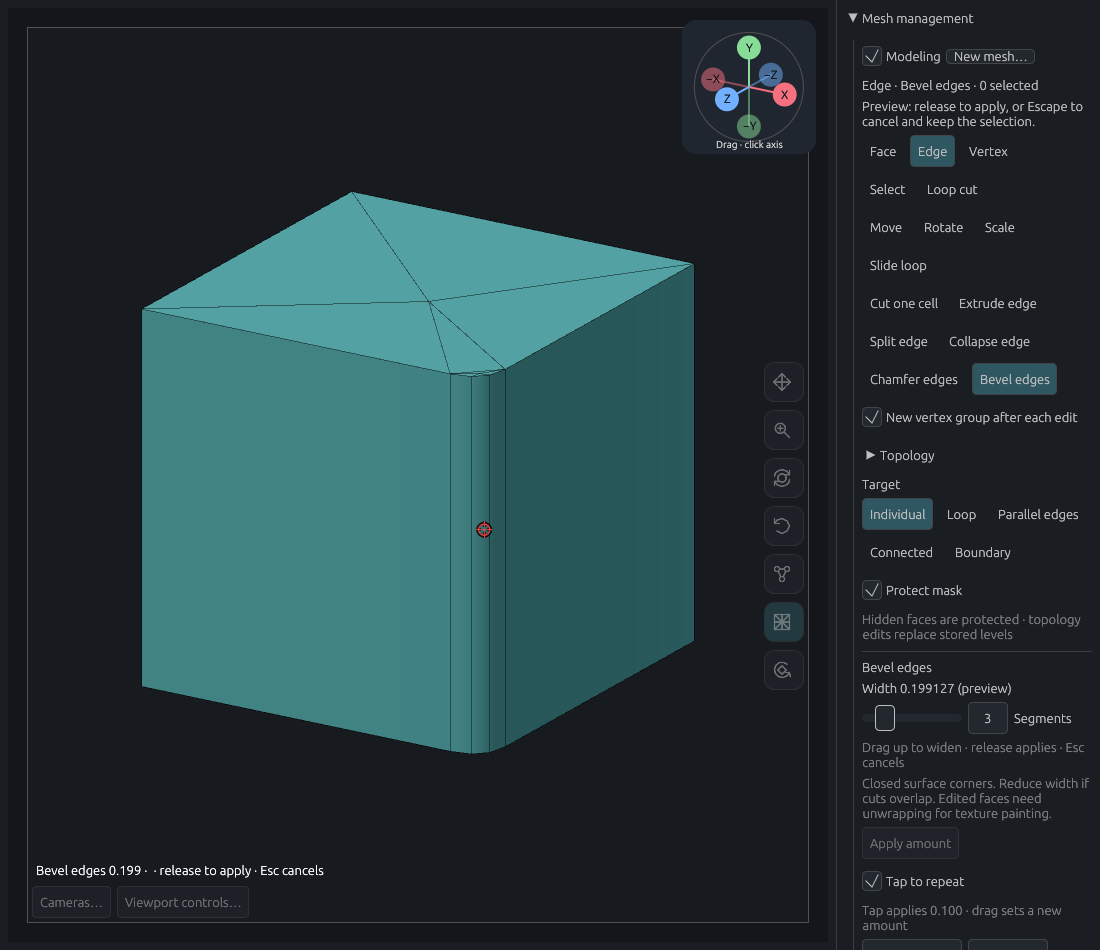 Mesh management
Modeling New mesh...
Edge · Bevel edges · 0 selected
Preview: release to apply, or Escape to
cancel and keep the selection.
Face Edge Vertex
Select Loop cut
Move Rotate Scale
Slide loop
Cut one cell Extrude edge
Split edge Collapse edge
Chamfer edges Bevel edges
New vertex group after each edit
Topology
Target
Individual Loop Parallel edges
Connected Boundary
Protect mask
Hidden faces are protected · topology
edits replace stored levels
Bevel edges
Width 0.199127 (preview)
3 Segments
Drag up to widen · release applies · Esc
cancels
Closed surface corners. Reduce width if
cuts overlap. Edited faces need
unwrapping for texture painting.
Apply amount
Tap to repeat
Tap applies 0.100 · drag sets a new
amount
Y
−X
−Z
Z
X
−Y
Drag · click axis
Bevel edges 0.199 · · release to apply · Esc cancels
Cameras... Viewport controls...